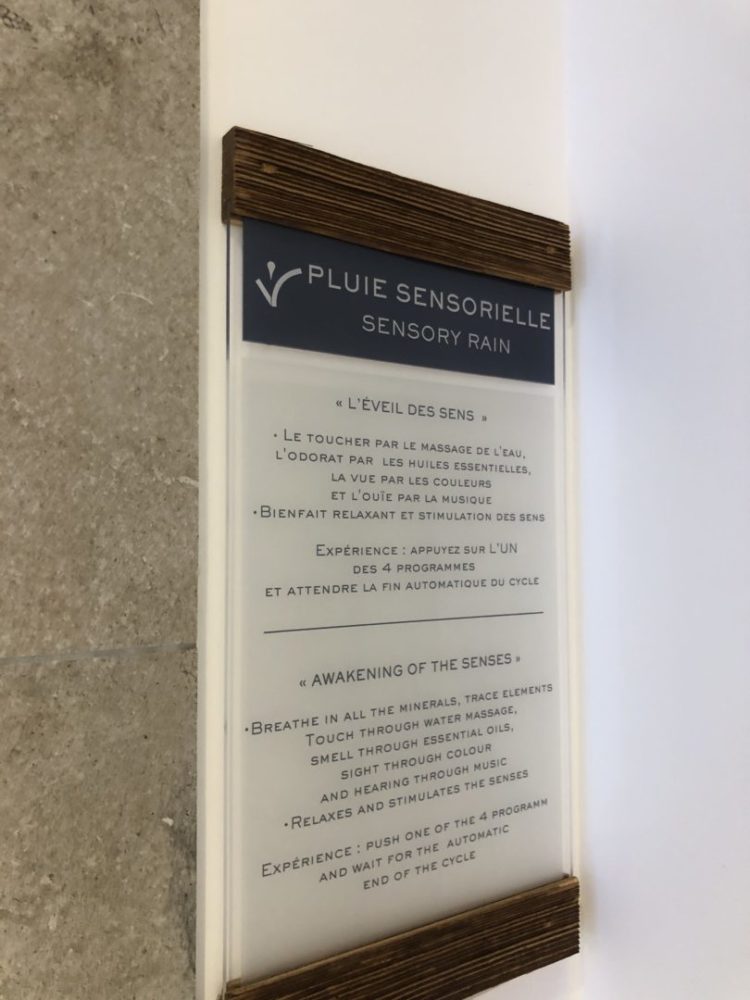 PLUIE SENSORIELLE
SENSORY RAIN
« L'ÉVEIL DES SENS »
• LE TOUCHER PAR LE MASSAGE DE L'EAU,
L'ODORAT PAR LES HUILES ESSENTIELLES,
LA VUE PAR LES COULEURS
ET L'OUÏE PAR LA MUSIQUE
• BIENFAIT RELAXANT ET STIMULATION DES SENS
EXPÉRIENCE : APPUYEZ SUR L'UN
DES 4 PROGRAMMES
ET ATTENDRE LA FIN AUTOMATIQUE DU CYCLE
« AWAKENING OF THE SENSES »
• BREATHE IN ALL THE MINERALS, TRACE ELEMENTS
TOUCH THROUGH WATER MASSAGE,
SMELL THROUGH ESSENTIAL OILS,
SIGHT THROUGH COLOUR
AND HEARING THROUGH MUSIC
• RELAXES AND STIMULATES THE SENSES
EXPÉRIENCE : PUSH ONE OF THE 4 PROGRAMM
AND WAIT FOR THE AUTOMATIC
END OF THE CYCLE